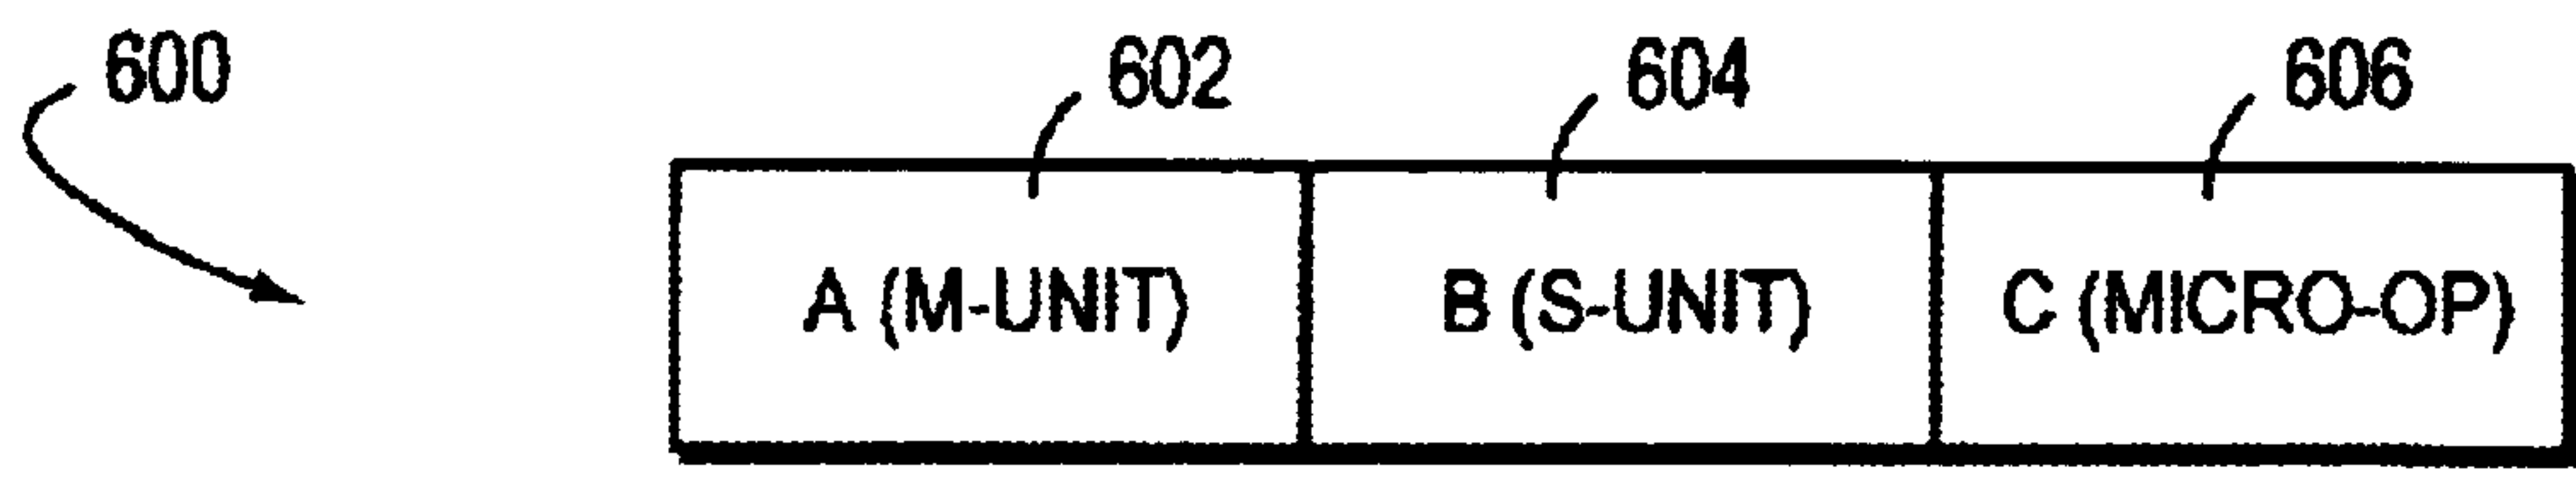 600 602 604 606
A (M-UNIT) B (S-UNIT) C (MICRO-OP)